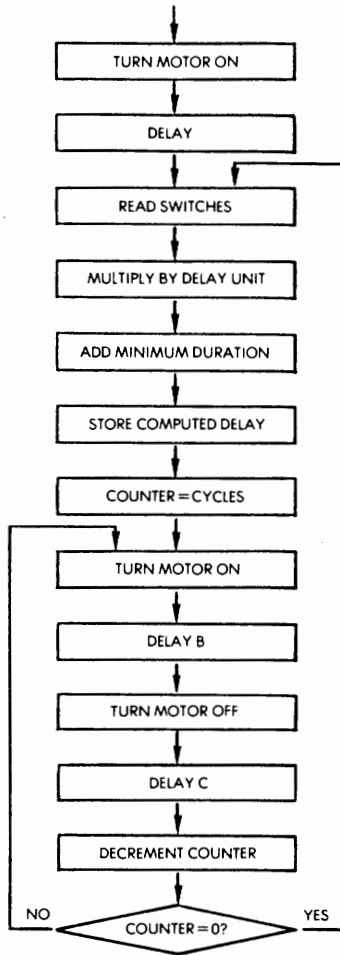 TURN MOTOR ON
DELAY
READ SWITCHES
MULTIPLY BY DELAY UNIT
ADD MINIMUM DURATION
STORE COMPUTED DELAY
COUNTER=CYCLES
TURN MOTOR ON
DELAY B
TURN MOTOR OFF
DELAY C
DECREMENT COUNTER
NO
COUNTER=0?
YES